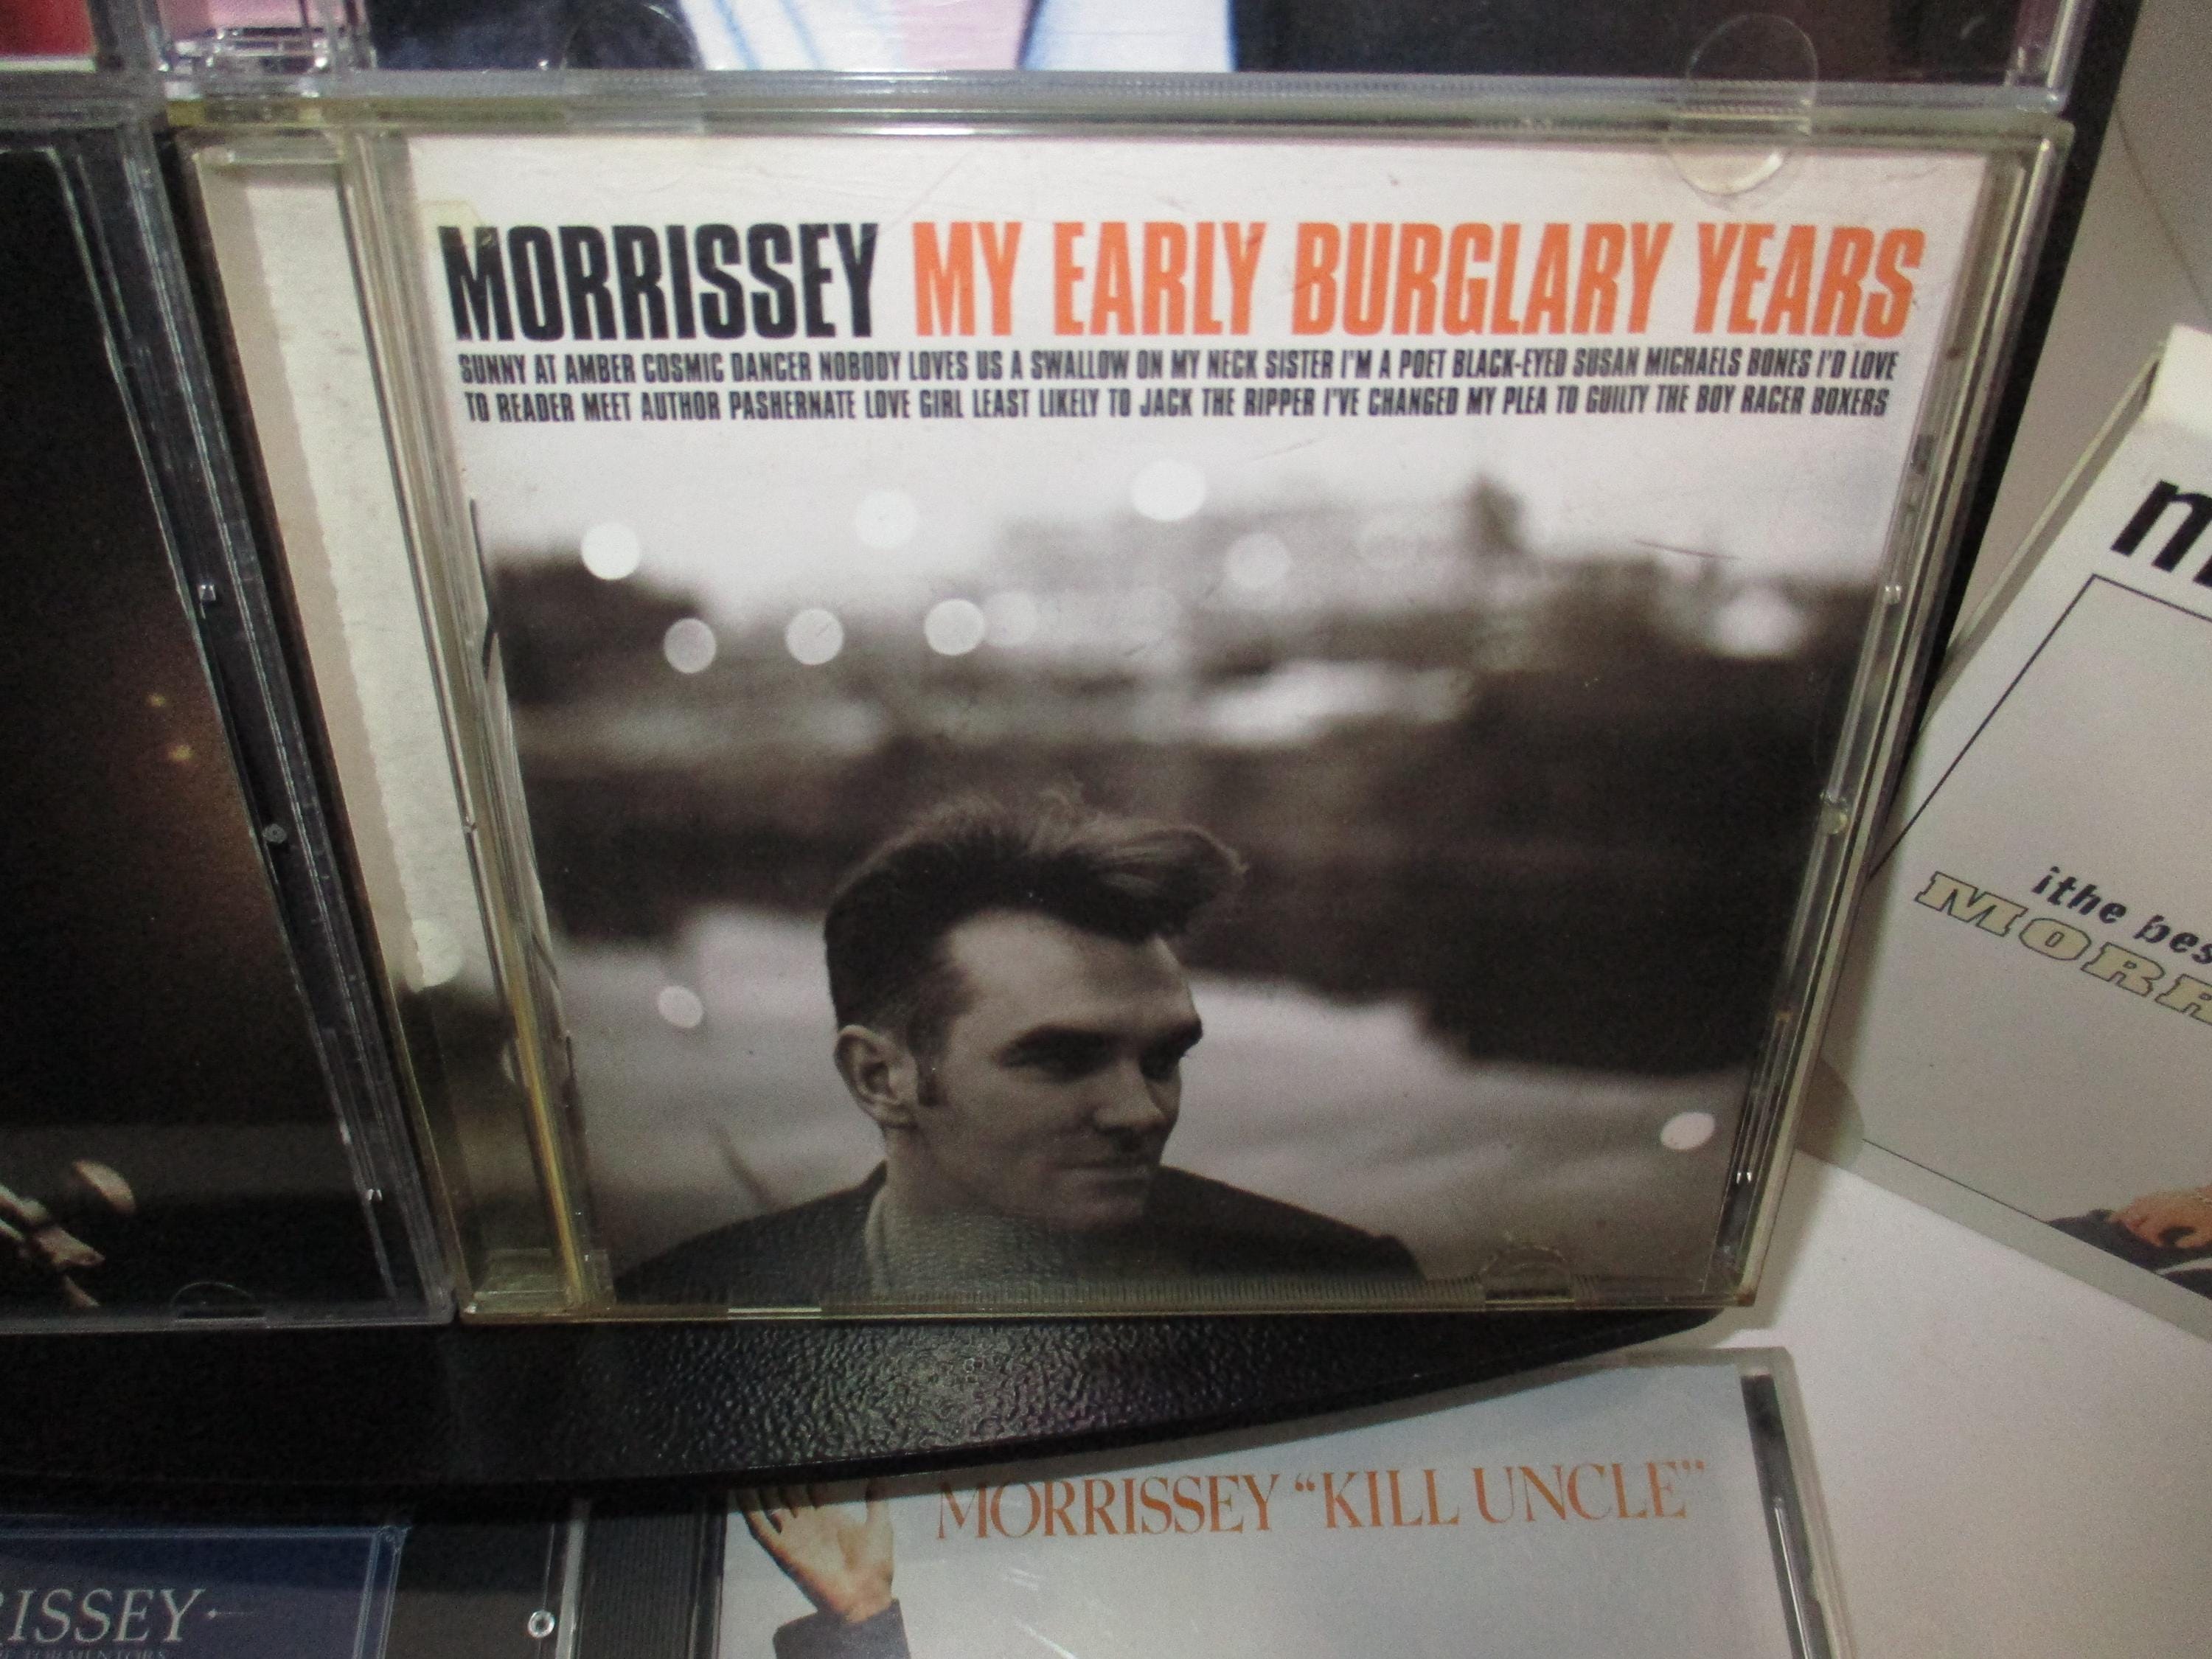 MORRISSEY MY EARLY BURGLARY YEARS
SUNNY AT AMBER COSMIC DANCER NOBODY LOVES US A SWALLOW ON MY NECK SISTER I'M A POET BLACK-EYED SUSAN MICHAELS BONES I'D LOVE
TO READER MEET AUTHOR PASHERNATE LOVE GIRL LEAST LIKELY TO JACK THE RIPPER I'VE CHANGED MY PLEA TO GUILTY THE BOY RACER BOXERS
m
¡the bes
MORR
MORRISSEY "KILL UNCLE"
RISSEY
TORMENTORS